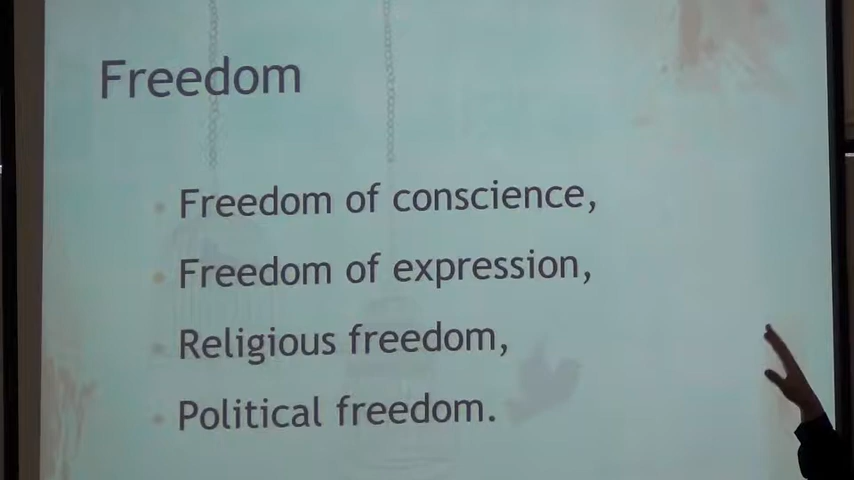 Freedom
Freedom of conscience,
Freedom of expression,
Religious freedom,
Political freedom.